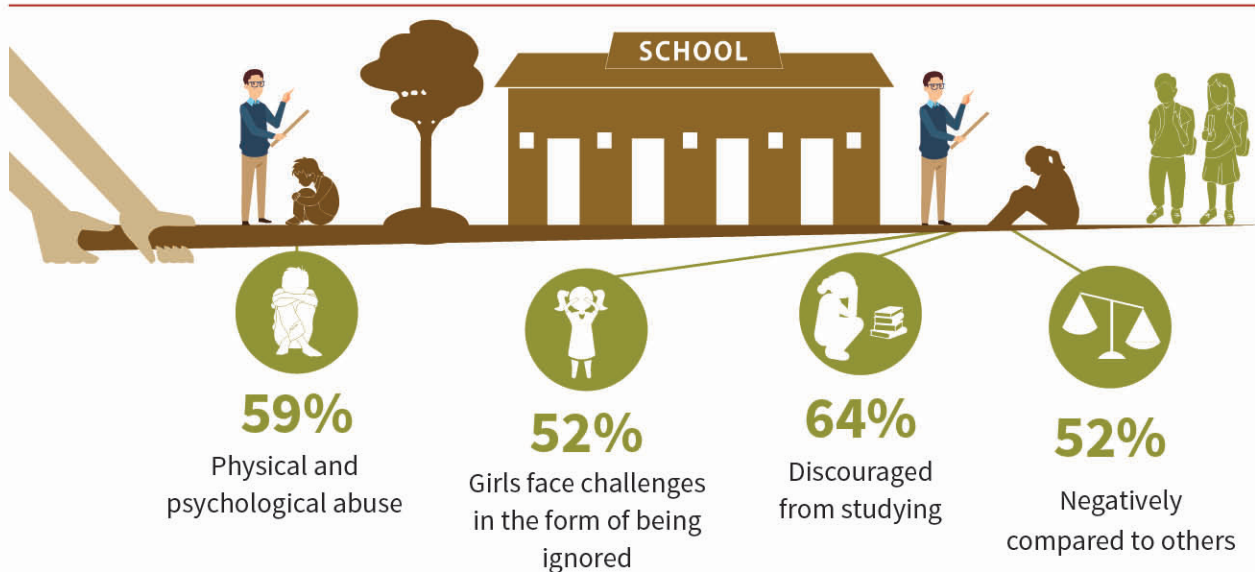 SCHOOL
59%
Physical and
psychological abuse
52%
Girls face challenges
in the form of being
ignored
64%
Discouraged
from studying
52%
Negatively
compared to others